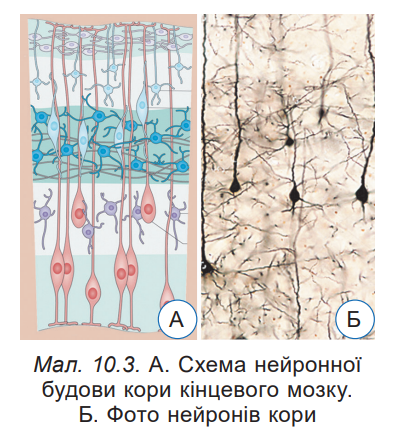 А
Б
Мал. 10.3. А. Схема нейронної
будови кори кінцевого мозку.
Б. Фото нейронів кори